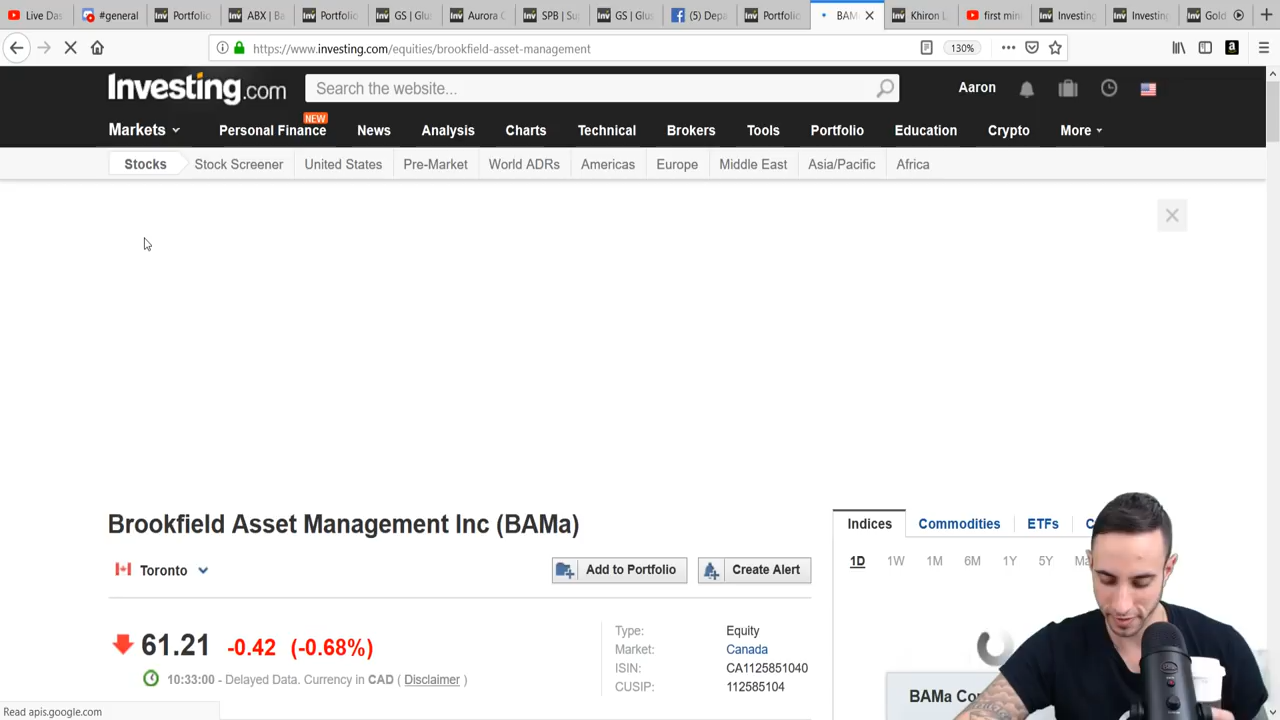 Live Das
#general
Portfolio
ABX | Ba
Portfolio
GS | Glus
Aurora C
SPB | Su
GS | Glus
(5) Depa
Portfolio
BAMa
Khiron L
first min
Investing
Investing
Gold
https://www.investing.com/equities/brookfield-asset-management
130%
Investing.com
Search the website...
Aaron
NEW
Markets
Personal Finance
News
Analysis
Charts
Technical
Brokers
Tools
Portfolio
Education
Crypto
More
Stocks
Stock Screener
United States
Pre-Market
World ADRs
Americas
Europe
Middle East
Asia/Pacific
Africa
Brookfield Asset Management Inc (BAMa)
Indices
Commodities
ETFs
Toronto
Add to Portfolio
Create Alert
1D
1W
1M
6M
1Y
5Y
61.21 -0.42 (-0.68%)
10:33:00 - Delayed Data. Currency in CAD ( Disclaimer )
Type: Equity
Market: Canada
ISIN: CA1125851040
CUSIP: 112585104
BAMa Co
Read apis.google.com